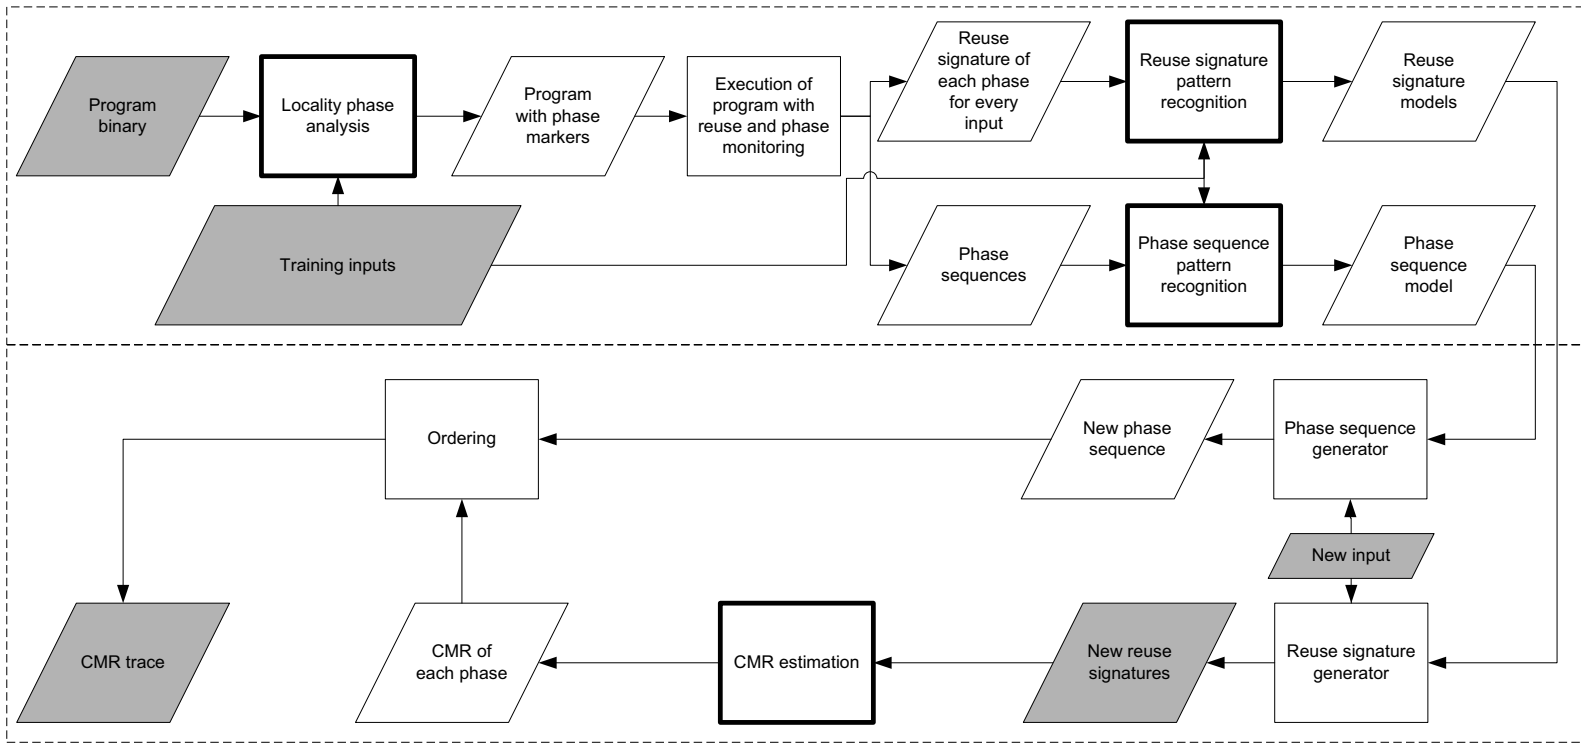 Program
binary
Locality phase
analysis
Program
with phase
markers
Execution of
program with
reuse and phase
monitoring
Reuse
signature of
each phase
for every
input
Reuse signature
pattern
recognition
Reuse
signature
models
Training inputs
Phase
sequences
Phase sequence
pattern
recognition
Phase
sequence
model
Ordering
New phase
sequence
Phase sequence
generator
New input
CMR trace
CMR of
each phase
CMR estimation
New reuse
signatures
Reuse signature
generator